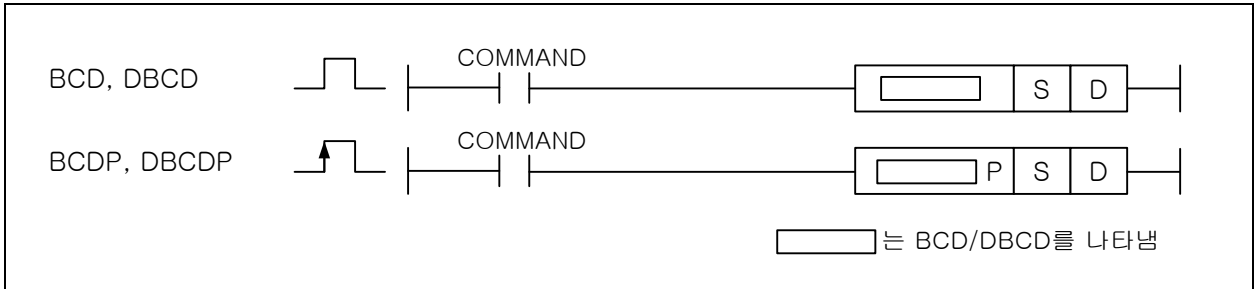 COMMAND
BCD, DBCD
S D
COMMAND
BCDP, DBCDP
P S D
는 BCD/DBCD를 나타냄